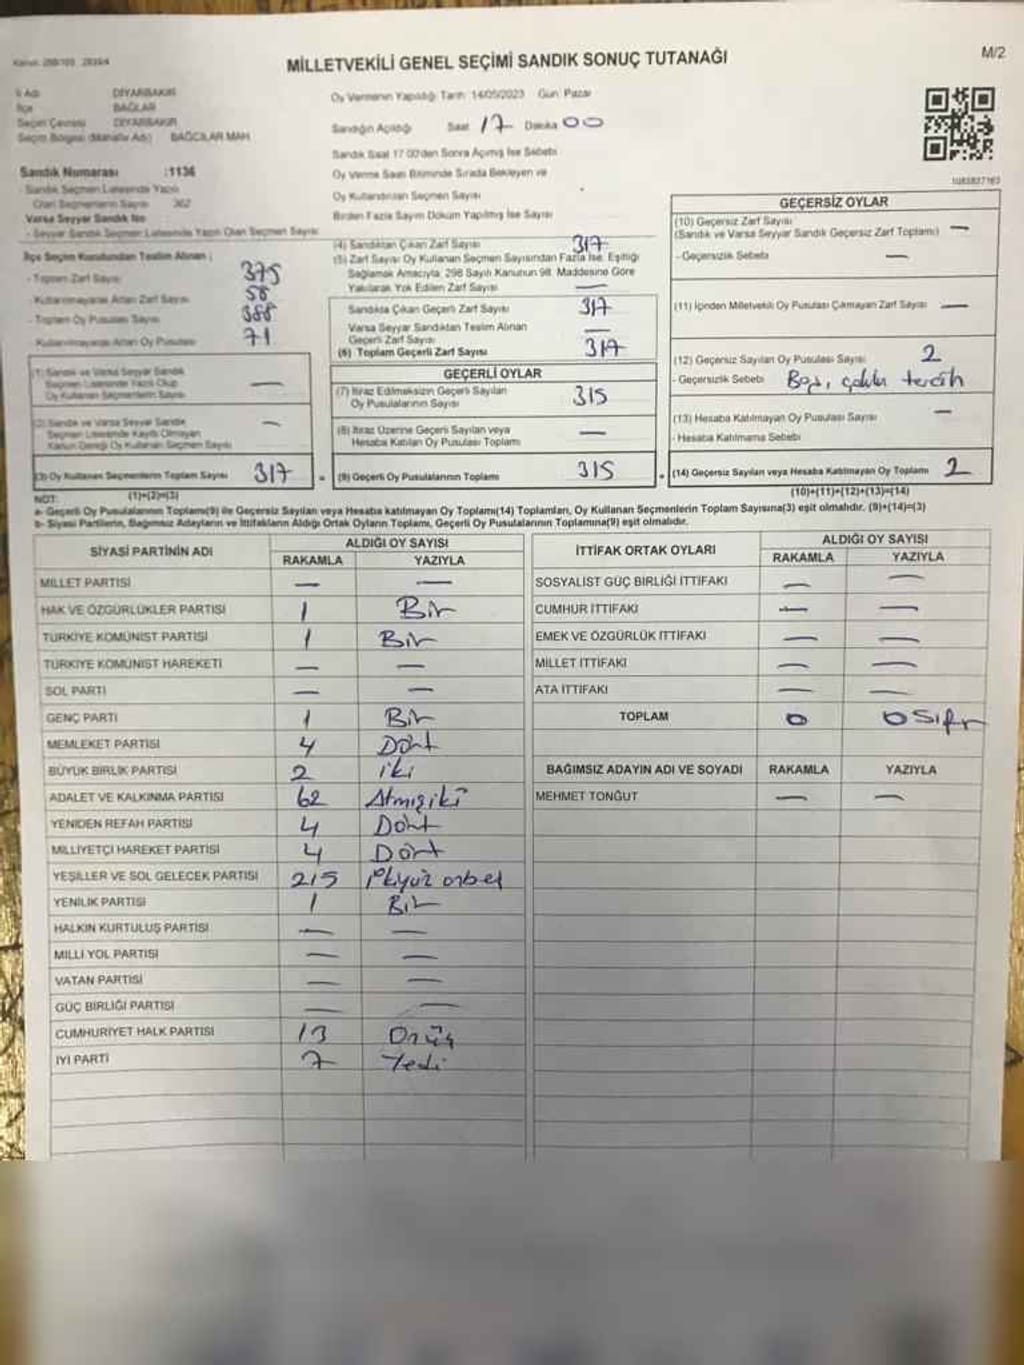 MİLLETVEKİLİ GENEL SEÇİMİ SANDIK SONUÇ TUTANAĞI
M/2
İl Adı DİYARBAKIR
İlçe BAĞLAR
Seçim Çevresi DİYARBAKIR
Seçim Bölgesi (Mahalle Adı) BAĞCILAR MAH
Sandık Numarası :1136
- Sandık Seçmen Listesinde Yazılı
Olan Seçmenlerin Sayısı 362
Varsa Seyyar Sandık No
- Seyyar Sandık Seçmen Listesinde Yazılı Olan Seçmen Sayısı
İlçe Seçim Kurulundan Teslim Alınan ;
- Toplam Zarf Sayısı 375
- Kullanılmayarak Artan Zarf Sayısı 58
- Toplam Oy Pusulası Sayısı 388
- Kullanılmayarak Artan Oy Pusulası 71
(1) Sandık ve Varsa Seyyar Sandık
Seçmen Listesinde Yazılı Olup
Oy Kullanan Seçmenlerin Sayısı —
(2) Sandık ve Varsa Seyyar Sandık
Seçmen Listesinde Kayıtlı Olmayan
Kanun Gereği Oy Kullanan Seçmen Sayısı —
(3) Oy Kullanan Seçmenlerin Toplam Sayısı 317
Oy Vermenin Yapıldığı Tarih: 14/05/2023 Gün: Pazar
Sandığın Açıldığı Saat 17 Dakika 00
Sandık Saat 17.00'den Sonra Açılmış İse Sebebi
Oy Verme Saati Bitiminde Sırada Bekleyen ve
Oy Kullandırılan Seçmen Sayısı
Birden Fazla Sayım Döküm Yapılmış İse Sayısı
(4) Sandıktan Çıkan Zarf Sayısı 317
(5) Zarf Sayısı Oy Kullanan Seçmen Sayısından Fazla İse, Eşitliği
Sağlamak Amacıyla, 298 Sayılı Kanunun 98. Maddesine Göre
Yakılarak Yok Edilen Zarf Sayısı —
Sandıkta Çıkan Geçerli Zarf Sayısı 317
Varsa Seyyar Sandıktan Teslim Alınan
Geçerli Zarf Sayısı —
(6) Toplam Geçerli Zarf Sayısı 317
GEÇERLİ OYLAR
(7) İtiraz Edilmeksizin Geçerli Sayılan
Oy Pusulalarının Sayısı 315
(8) İtiraz Üzerine Geçerli Sayılan veya
Hesaba Katılan Oy Pusulası Toplamı —
= (9) Geçerli Oy Pusulalarının Toplamı 315
GEÇERSİZ OYLAR
(10) Geçersiz Zarf Sayısı
(Sandık ve Varsa Seyyar Sandık Geçersiz Zarf Toplamı) —
- Geçersizlik Sebebi —
(11) İçinden Milletvekili Oy Pusulası Çıkmayan Zarf Sayısı —
(12) Geçersiz Sayılan Oy Pusulası Sayısı 2
- Geçersizlik Sebebi Boş, çoklu tercih
(13) Hesaba Katılmayan Oy Pusulası Sayısı —
- Hesaba Katılmama Sebebi
+ (14) Geçersiz Sayılan veya Hesaba Katılmayan Oy Toplamı 2
NOT: (1)+(2)=(3) (10)+(11)+(12)+(13)=(14)
a- Geçerli Oy Pusulalarının Toplamı(9) ile Geçersiz Sayılan veya Hesaba katılmayan Oy Toplamı(14) Toplamları, Oy Kullanan Seçmenlerin Toplam Sayısına(3) eşit olmalıdır. (9)+(14)=(3)
b- Siyasi Partilerin, Bağımsız Adayların ve İttifakların Aldığı Ortak Oyların Toplamı, Geçerli Oy Pusulalarının Toplamına(9) eşit olmalıdır.
SİYASİ PARTİNİN ADI ALDIĞI OY SAYISI
RAKAMLA YAZIYLA
MİLLET PARTİSİ — —
HAK VE ÖZGÜRLÜKLER PARTİSİ 1 Bir
TÜRKİYE KOMÜNİST PARTİSİ 1 Bir
TÜRKİYE KOMÜNİST HAREKETİ — —
SOL PARTİ — —
GENÇ PARTİ 1 Bir
MEMLEKET PARTİSİ 4 Dört
BÜYÜK BİRLİK PARTİSİ 2 iki
ADALET VE KALKINMA PARTİSİ 62 Atmışiki
YENİDEN REFAH PARTİSİ 4 Dört
MİLLİYETÇİ HAREKET PARTİSİ 4 Dört
YEŞİLLER VE SOL GELECEK PARTİSİ 215 ikiyüz onbeş
YENİLİK PARTİSİ 1 Bir
HALKIN KURTULUŞ PARTİSİ — —
MİLLİ YOL PARTİSİ — —
VATAN PARTİSİ — —
GÜÇ BİRLİĞİ PARTİSİ — —
CUMHURİYET HALK PARTİSİ 13 Onüç
İYİ PARTİ 7 Yedi
İTTİFAK ORTAK OYLARI ALDIĞI OY SAYISI
RAKAMLA YAZIYLA
SOSYALİST GÜÇ BİRLİĞİ İTTİFAKI — —
CUMHUR İTTİFAKI — —
EMEK VE ÖZGÜRLÜK İTTİFAKI — —
MİLLET İTTİFAKI — —
ATA İTTİFAKI — —
TOPLAM 0 0 Sıfır
BAĞIMSIZ ADAYIN ADI VE SOYADI RAKAMLA YAZIYLA
MEHMET TONĞUT — —